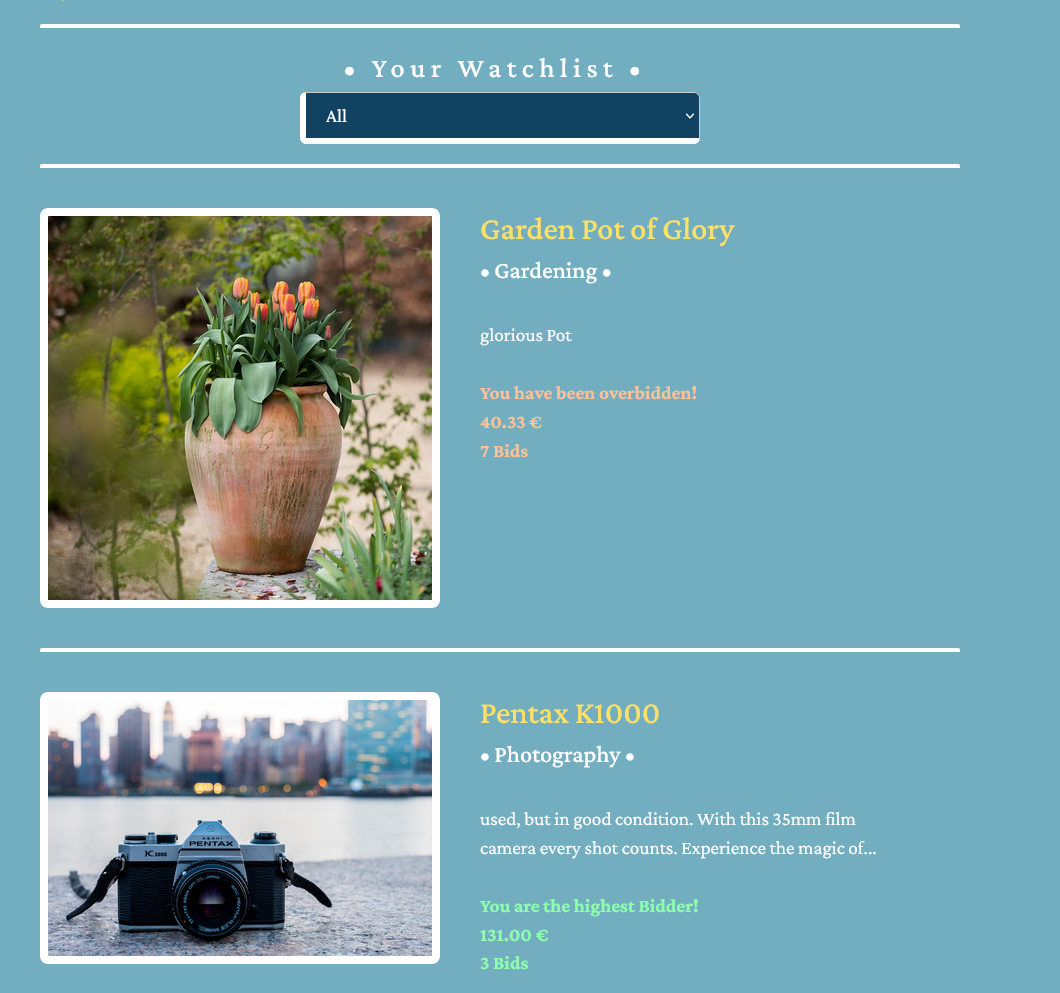 • Your Watchlist •
All
Garden Pot of Glory
• Gardening •
glorious Pot
You have been overbidden!
40.33 €
7 Bids
Pentax K1000
• Photography •
used, but in good condition. With this 35mm film
camera every shot counts. Experience the magic of...
You are the highest Bidder!
131.00 €
3 Bids
ASAHI
PENTAX
K1000